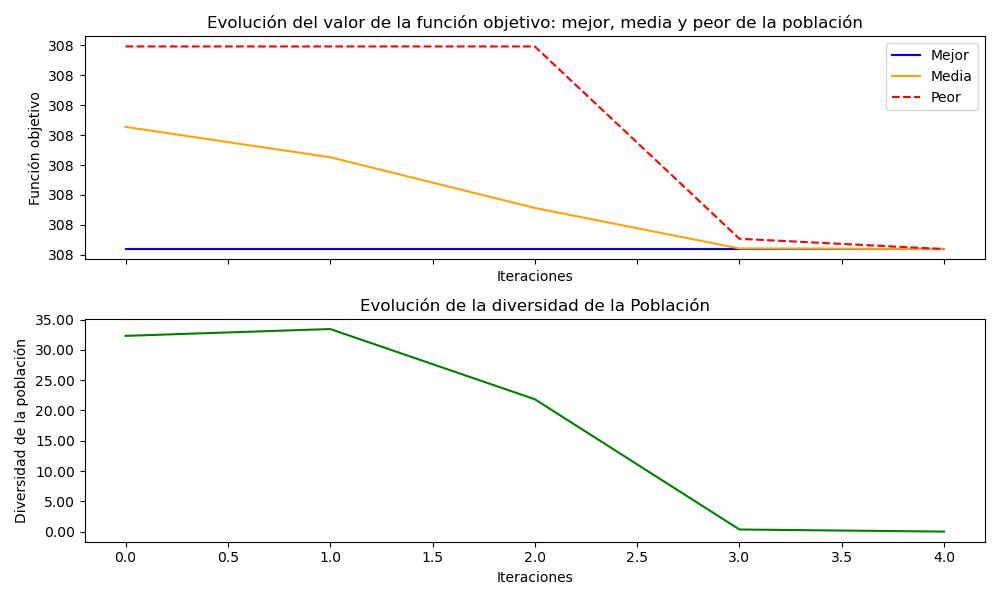 Evolución del valor de la función objetivo: mejor, media y peor de la población
308
308
308
308
308
308
308
308
Función objetivo
Mejor
Media
Peor
Iteraciones
Evolución de la diversidad de la Población
35.00
30.00
25.00
20.00
15.00
10.00
5.00
0.00
Diversidad de la población
0.0 0.5 1.0 1.5 2.0 2.5 3.0 3.5 4.0
Iteraciones